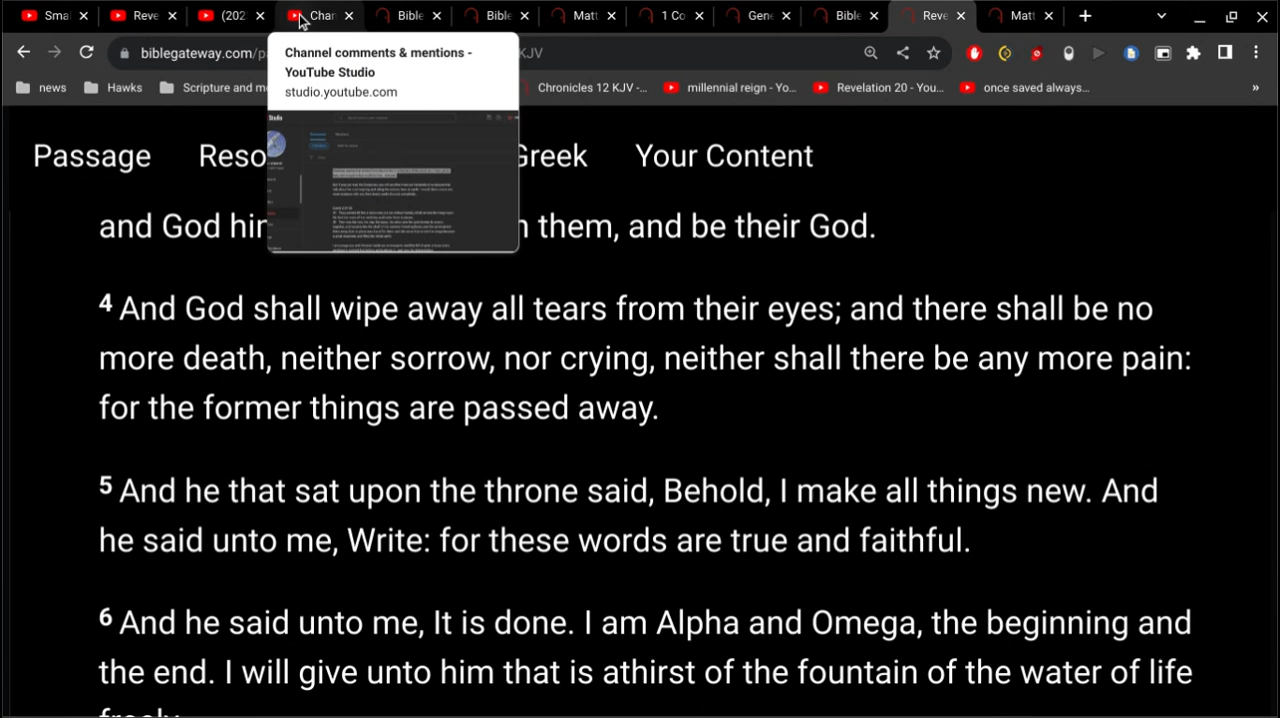 Sma
Reve
(202
Chan
Bible
Bible
Matt
1 Co
Gene
Bible
Reve
Matt
biblegateway.com/pa
KJV
Channel comments & mentions -
YouTube Studio
studio.youtube.com
news
Hawks
Scripture and me
Chronicles 12 KJV -...
millennial reign - Yo...
Revelation 20 - You...
once saved always...
»
Passage
Reso
Greek
Your Content
and God him
n them, and be their God.
4 And God shall wipe away all tears from their eyes; and there shall be no
more death, neither sorrow, nor crying, neither shall there be any more pain:
for the former things are passed away.
5 And he that sat upon the throne said, Behold, I make all things new. And
he said unto me, Write: for these words are true and faithful.
6 And he said unto me, It is done. I am Alpha and Omega, the beginning and
the end. I will give unto him that is athirst of the fountain of the water of life
freely.